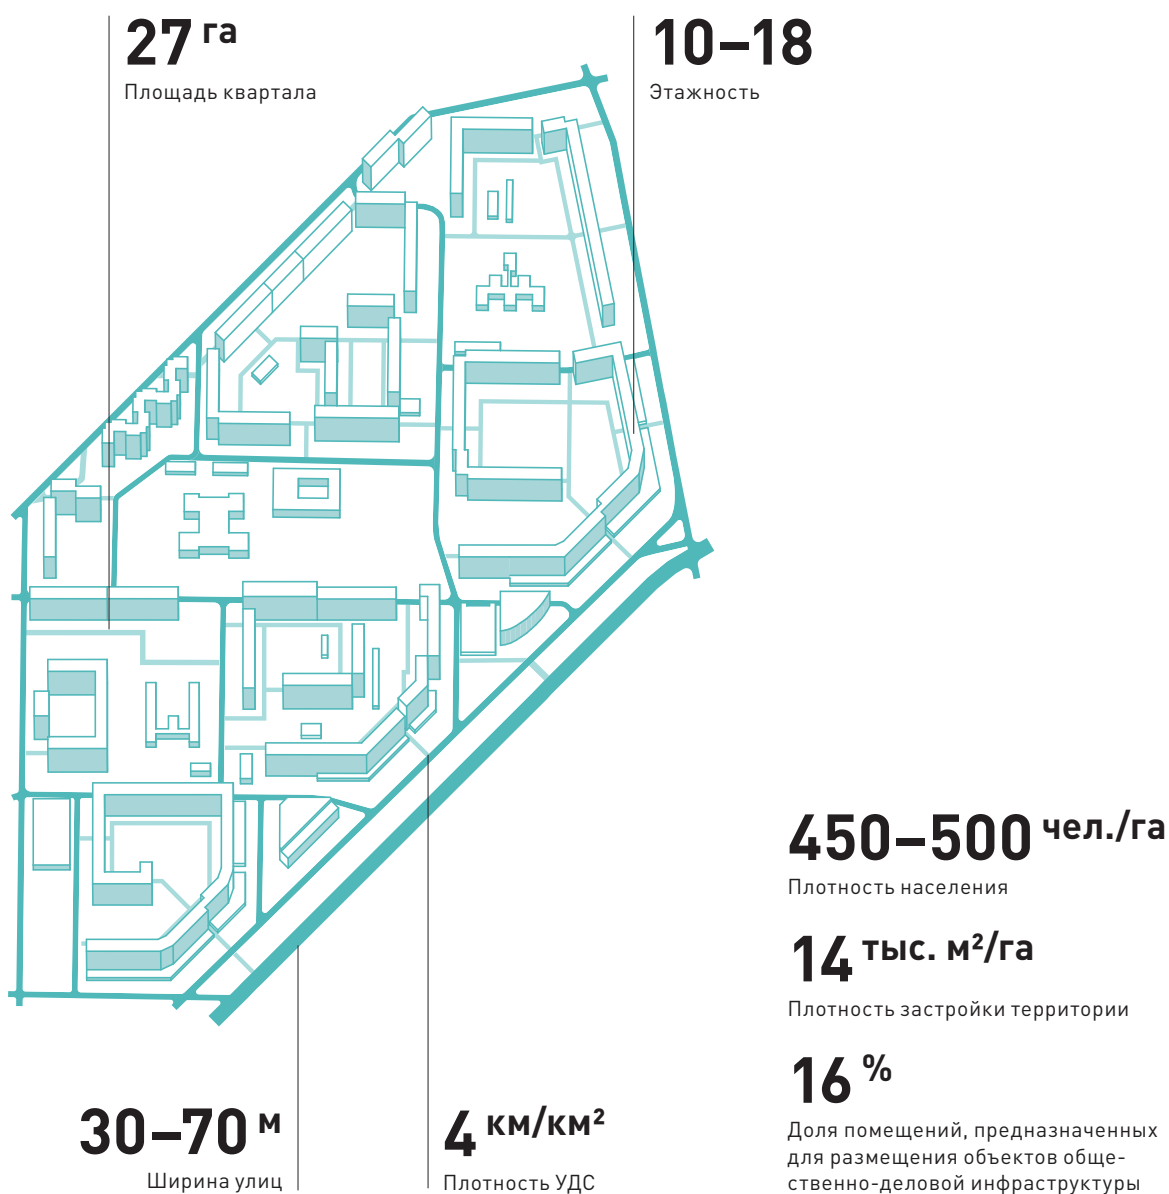 27 га
Площадь квартала
10–18
Этажность
450–500 чел./га
Плотность населения
14 тыс. м²/га
Плотность застройки территории
16 %
Доля помещений, предназначенных
для размещения объектов обще-
ственно-деловой инфраструктуры
30–70 м
Ширина улиц
4 км/км²
Плотность УДС